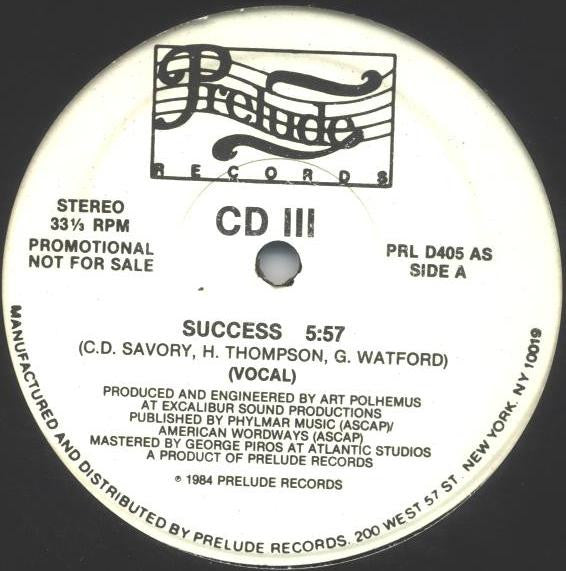 Prelude
RECORDS
STEREO
33⅓ RPM
PROMOTIONAL
NOT FOR SALE
CD III
PRL D405 AS
SIDE A
SUCCESS 5:57
(C.D. SAVORY, H. THOMPSON, G. WATFORD)
(VOCAL)
PRODUCED AND ENGINEERED BY ART POLHEMUS
AT EXCALIBUR SOUND PRODUCTIONS
PUBLISHED BY PHYLMAR MUSIC (ASCAP)/
AMERICAN WORDWAYS (ASCAP)
MASTERED BY GEORGE PIROS AT ATLANTIC STUDIOS
A PRODUCT OF PRELUDE RECORDS
℗ 1984 PRELUDE RECORDS
MANUFACTURED AND DISTRIBUTED BY PRELUDE RECORDS. 200 WEST 57 ST. NEW YORK. NY 10019